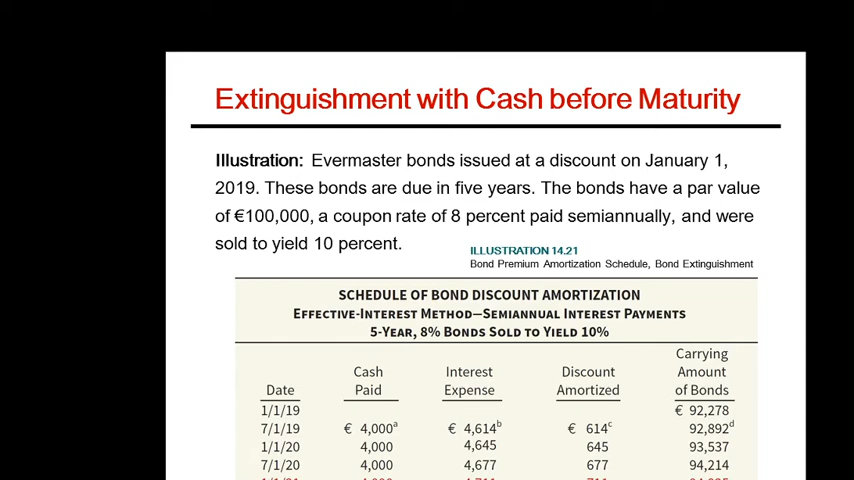 Extinguishment with Cash before Maturity
Illustration: Evermaster bonds issued at a discount on January 1,
2019. These bonds are due in five years. The bonds have a par value
of €100,000, a coupon rate of 8 percent paid semiannually, and were
sold to yield 10 percent.
ILLUSTRATION 14.21
Bond Premium Amortization Schedule, Bond Extinguishment
SCHEDULE OF BOND DISCOUNT AMORTIZATION
EFFECTIVE-INTEREST METHOD—SEMIANNUAL INTEREST PAYMENTS
5-YEAR, 8% BONDS SOLD TO YIELD 10%
Date Cash Paid Interest Expense Discount Amortized Carrying Amount of Bonds
1/1/19 € 92,278
7/1/19 € 4,000a € 4,614b € 614c 92,892d
1/1/20 4,000 4,645 645 93,537
7/1/20 4,000 4,677 677 94,214